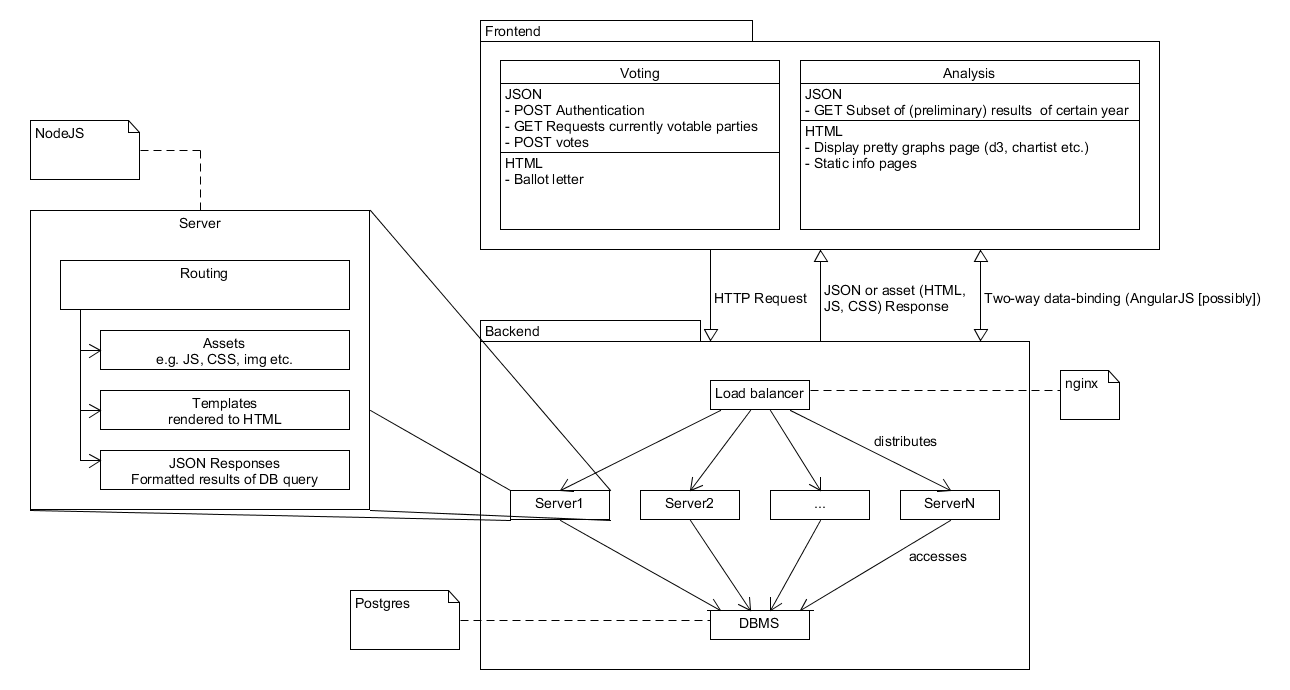 Frontend
Voting
JSON
- POST Authentication
- GET Requests currently votable parties
- POST votes
HTML
- Ballot letter
Analysis
JSON
- GET Subset of (preliminary) results  of certain year
HTML
- Display pretty graphs page (d3, chartist etc.)
- Static info pages
NodeJS
Server
Routing
Assets
e.g. JS, CSS, img etc.
Templates
rendered to HTML
JSON Responses
Formatted results of DB query
HTTP Request
JSON or asset (HTML,
JS, CSS) Response
Two-way data-binding (AngularJS [possibly])
Backend
Load balancer
nginx
distributes
Server1
Server2
...
ServerN
accesses
Postgres
DBMS